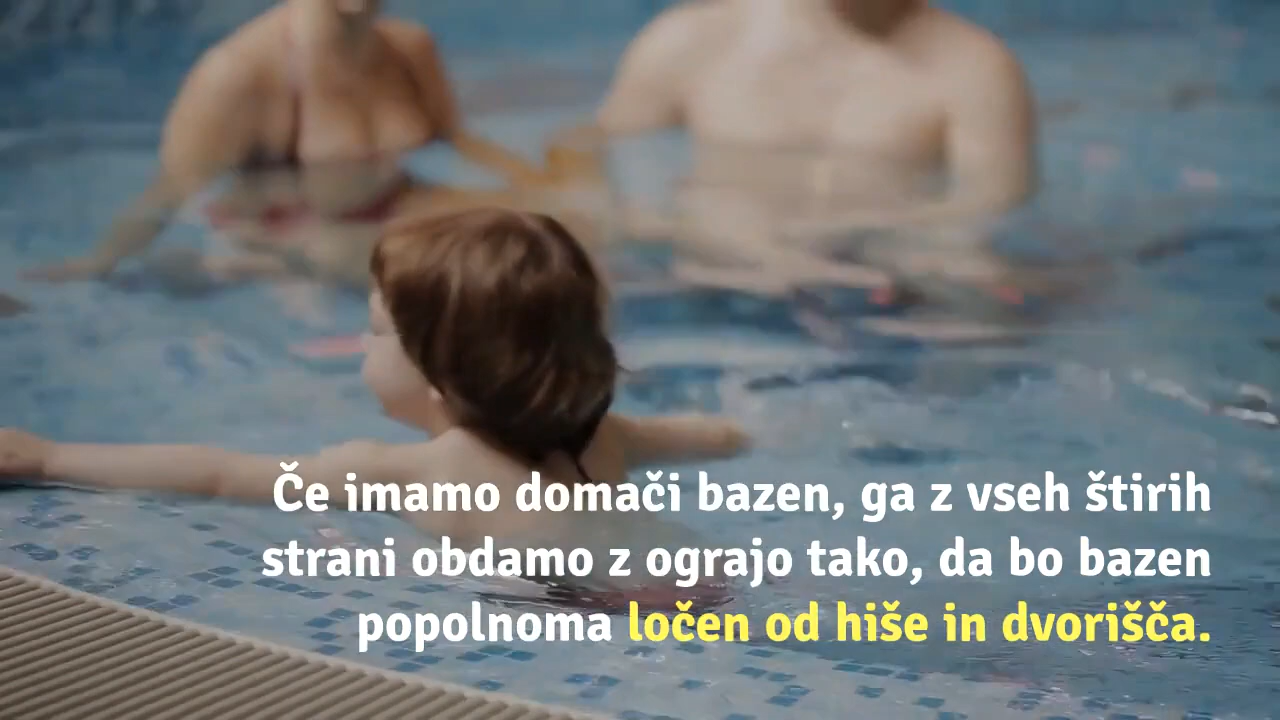 Če imamo domači bazen, ga z vseh štirih
strani obdamo z ograjo tako, da bo bazen
popolnoma ločen od hiše in dvorišča.